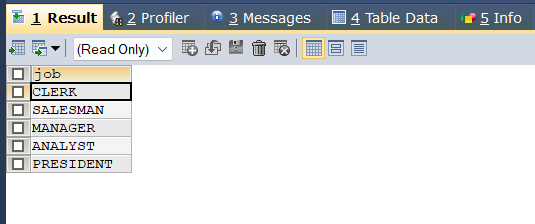 1 Result 2 Profiler 3 Messages 4 Table Data 5 Info
(Read Only)
job
CLERK
SALESMAN
MANAGER
ANALYST
PRESIDENT